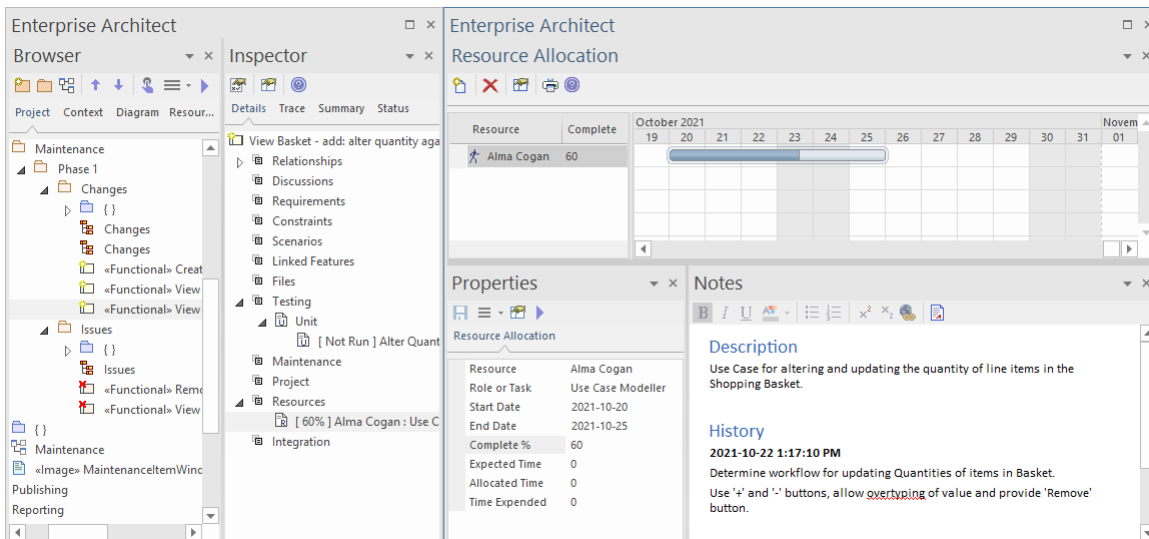 Enterprise Architect
Browser
Project Context Diagram Resour...
Maintenance
Phase 1
Changes
{ }
Changes
Changes
«Functional» Creat
«Functional» View
«Functional» View
Issues
{ }
Issues
«Functional» Remo
«Functional» View
{ }
Maintenance
«Image» MaintenanceItemWinc
Publishing
Reporting
Inspector
Details Trace Summary Status
View Basket - add: alter quantity aga
Relationships
Discussions
Requirements
Constraints
Scenarios
Linked Features
Files
Testing
Unit
[ Not Run ] Alter Quant
Maintenance
Project
Resources
[ 60% ] Alma Cogan : Use C
Integration
Enterprise Architect
Resource Allocation
Resource Complete
October 2021 Novem
19 20 21 22 23 24 25 26 27 28 29 30 31 01
Alma Cogan 60
Properties
Resource Allocation
Resource Alma Cogan
Role or Task Use Case Modeller
Start Date 2021-10-20
End Date 2021-10-25
Complete % 60
Expected Time 0
Allocated Time 0
Time Expended 0
Notes
B I U A x² x₂
Description
Use Case for altering and updating the quantity of line items in the
Shopping Basket.
History
2021-10-22 1:17:10 PM
Determine workflow for updating Quantities of items in Basket.
Use '+' and '-' buttons, allow overtyping of value and provide 'Remove'
button.